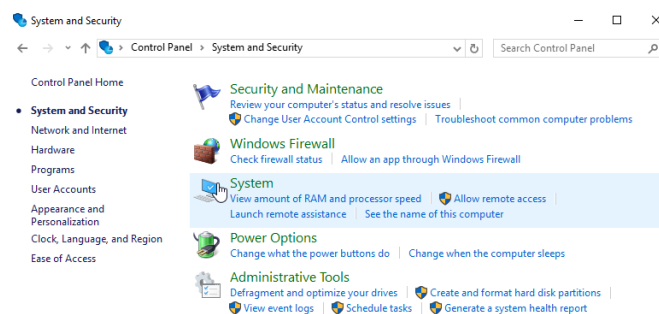 System and Security
Control Panel > System and Security
Search Control Panel
Control Panel Home
System and Security
Network and Internet
Hardware
Programs
User Accounts
Appearance and
Personalization
Clock, Language, and Region
Ease of Access
Security and Maintenance
Review your computer's status and resolve issues
Change User Account Control settings
Troubleshoot common computer problems
Windows Firewall
Check firewall status
Allow an app through Windows Firewall
System
View amount of RAM and processor speed
Allow remote access
Launch remote assistance
See the name of this computer
Power Options
Change what the power buttons do
Change when the computer sleeps
Administrative Tools
Defragment and optimize your drives
Create and format hard disk partitions
View event logs
Schedule tasks
Generate a system health report